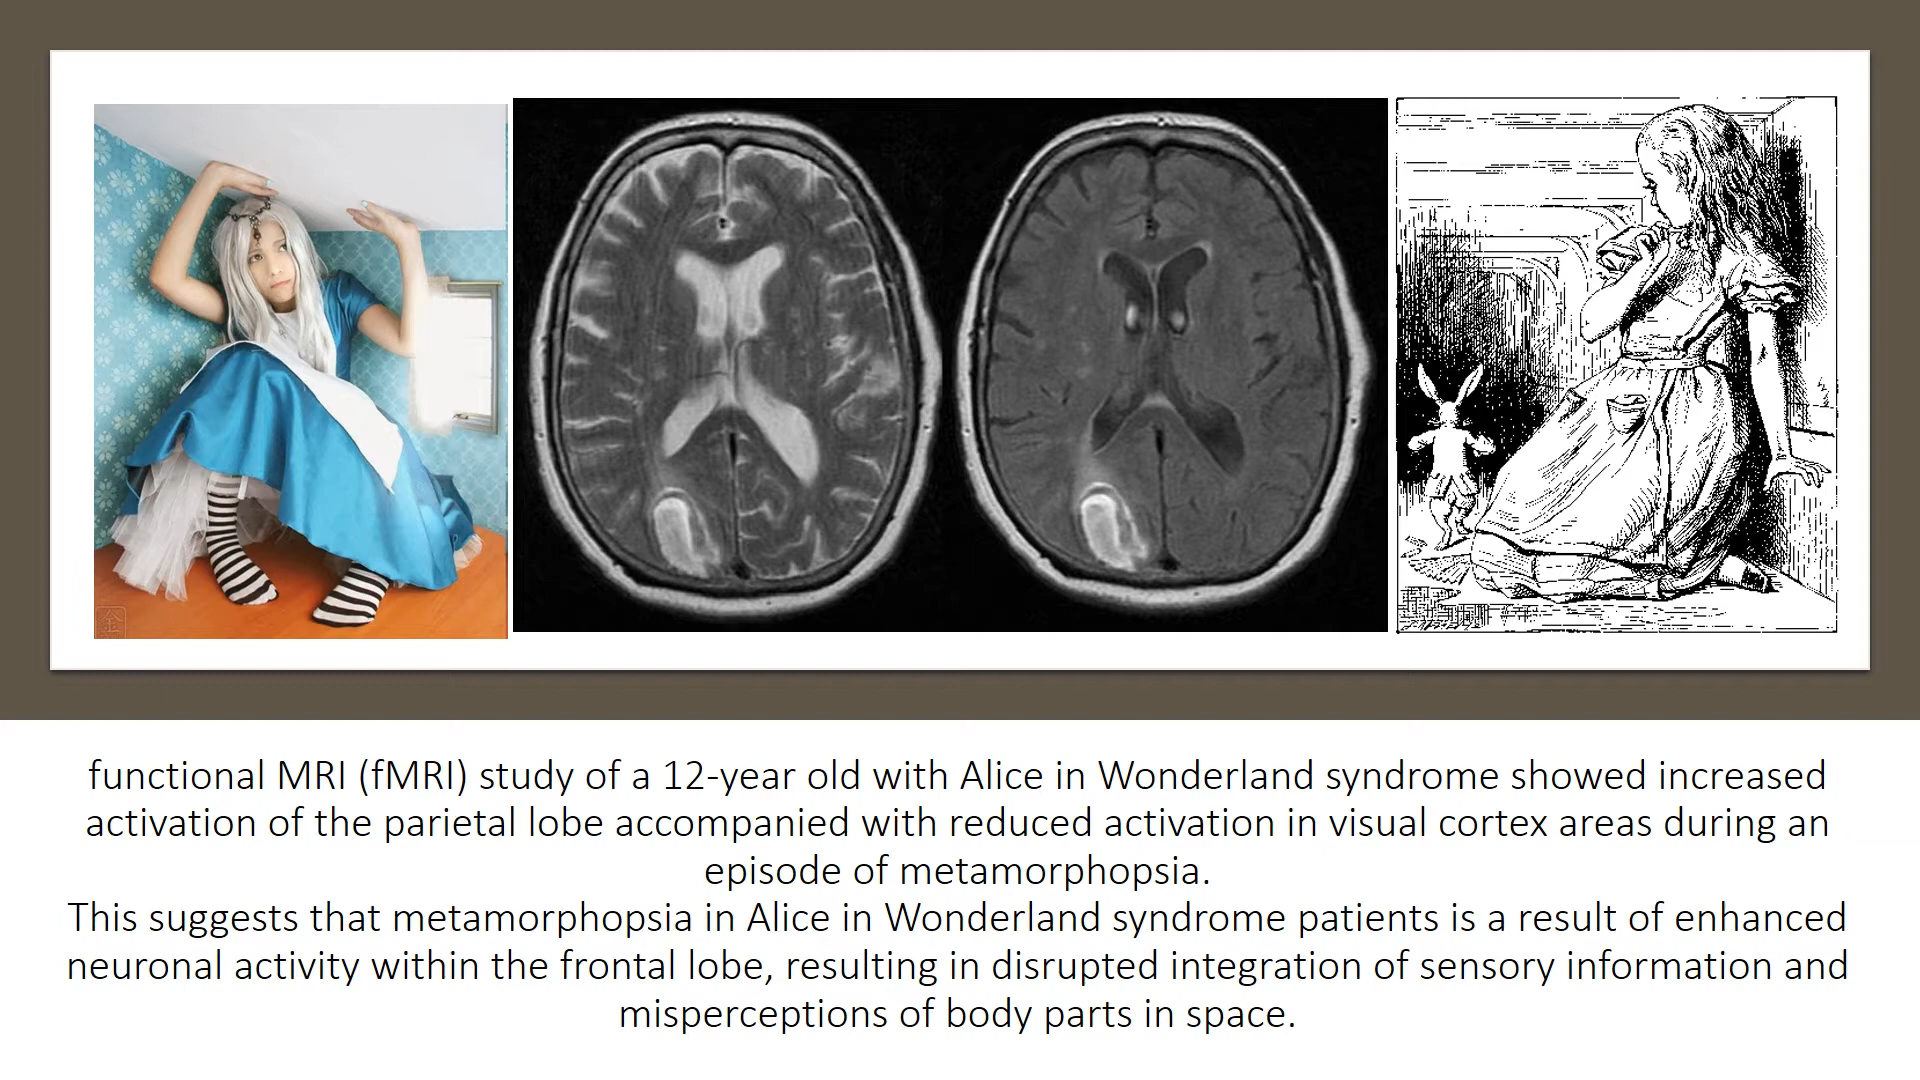 functional MRI (fMRI) study of a 12-year old with Alice in Wonderland syndrome showed increased
activation of the parietal lobe accompanied with reduced activation in visual cortex areas during an
episode of metamorphopsia.
This suggests that metamorphopsia in Alice in Wonderland syndrome patients is a result of enhanced
neuronal activity within the frontal lobe, resulting in disrupted integration of sensory information and
misperceptions of body parts in space.